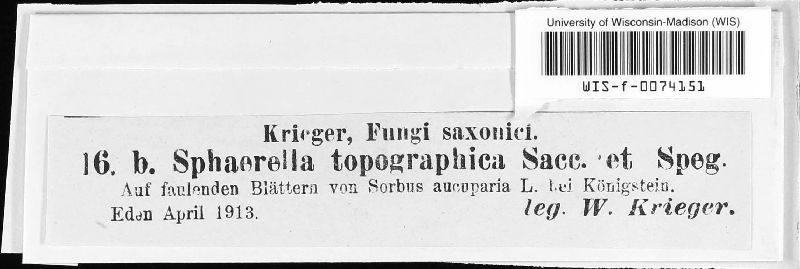 University of Wisconsin-Madison (WIS)
WIS-f-0074151
Krieger, Fungi saxonici.
16. b. Sphaerella topographica Sacc. et Speg.
Auf faulenden Blättern von Sorbus aucuparia L. bei Königstein.
Eden April 1913.
leg. W. Krieger.